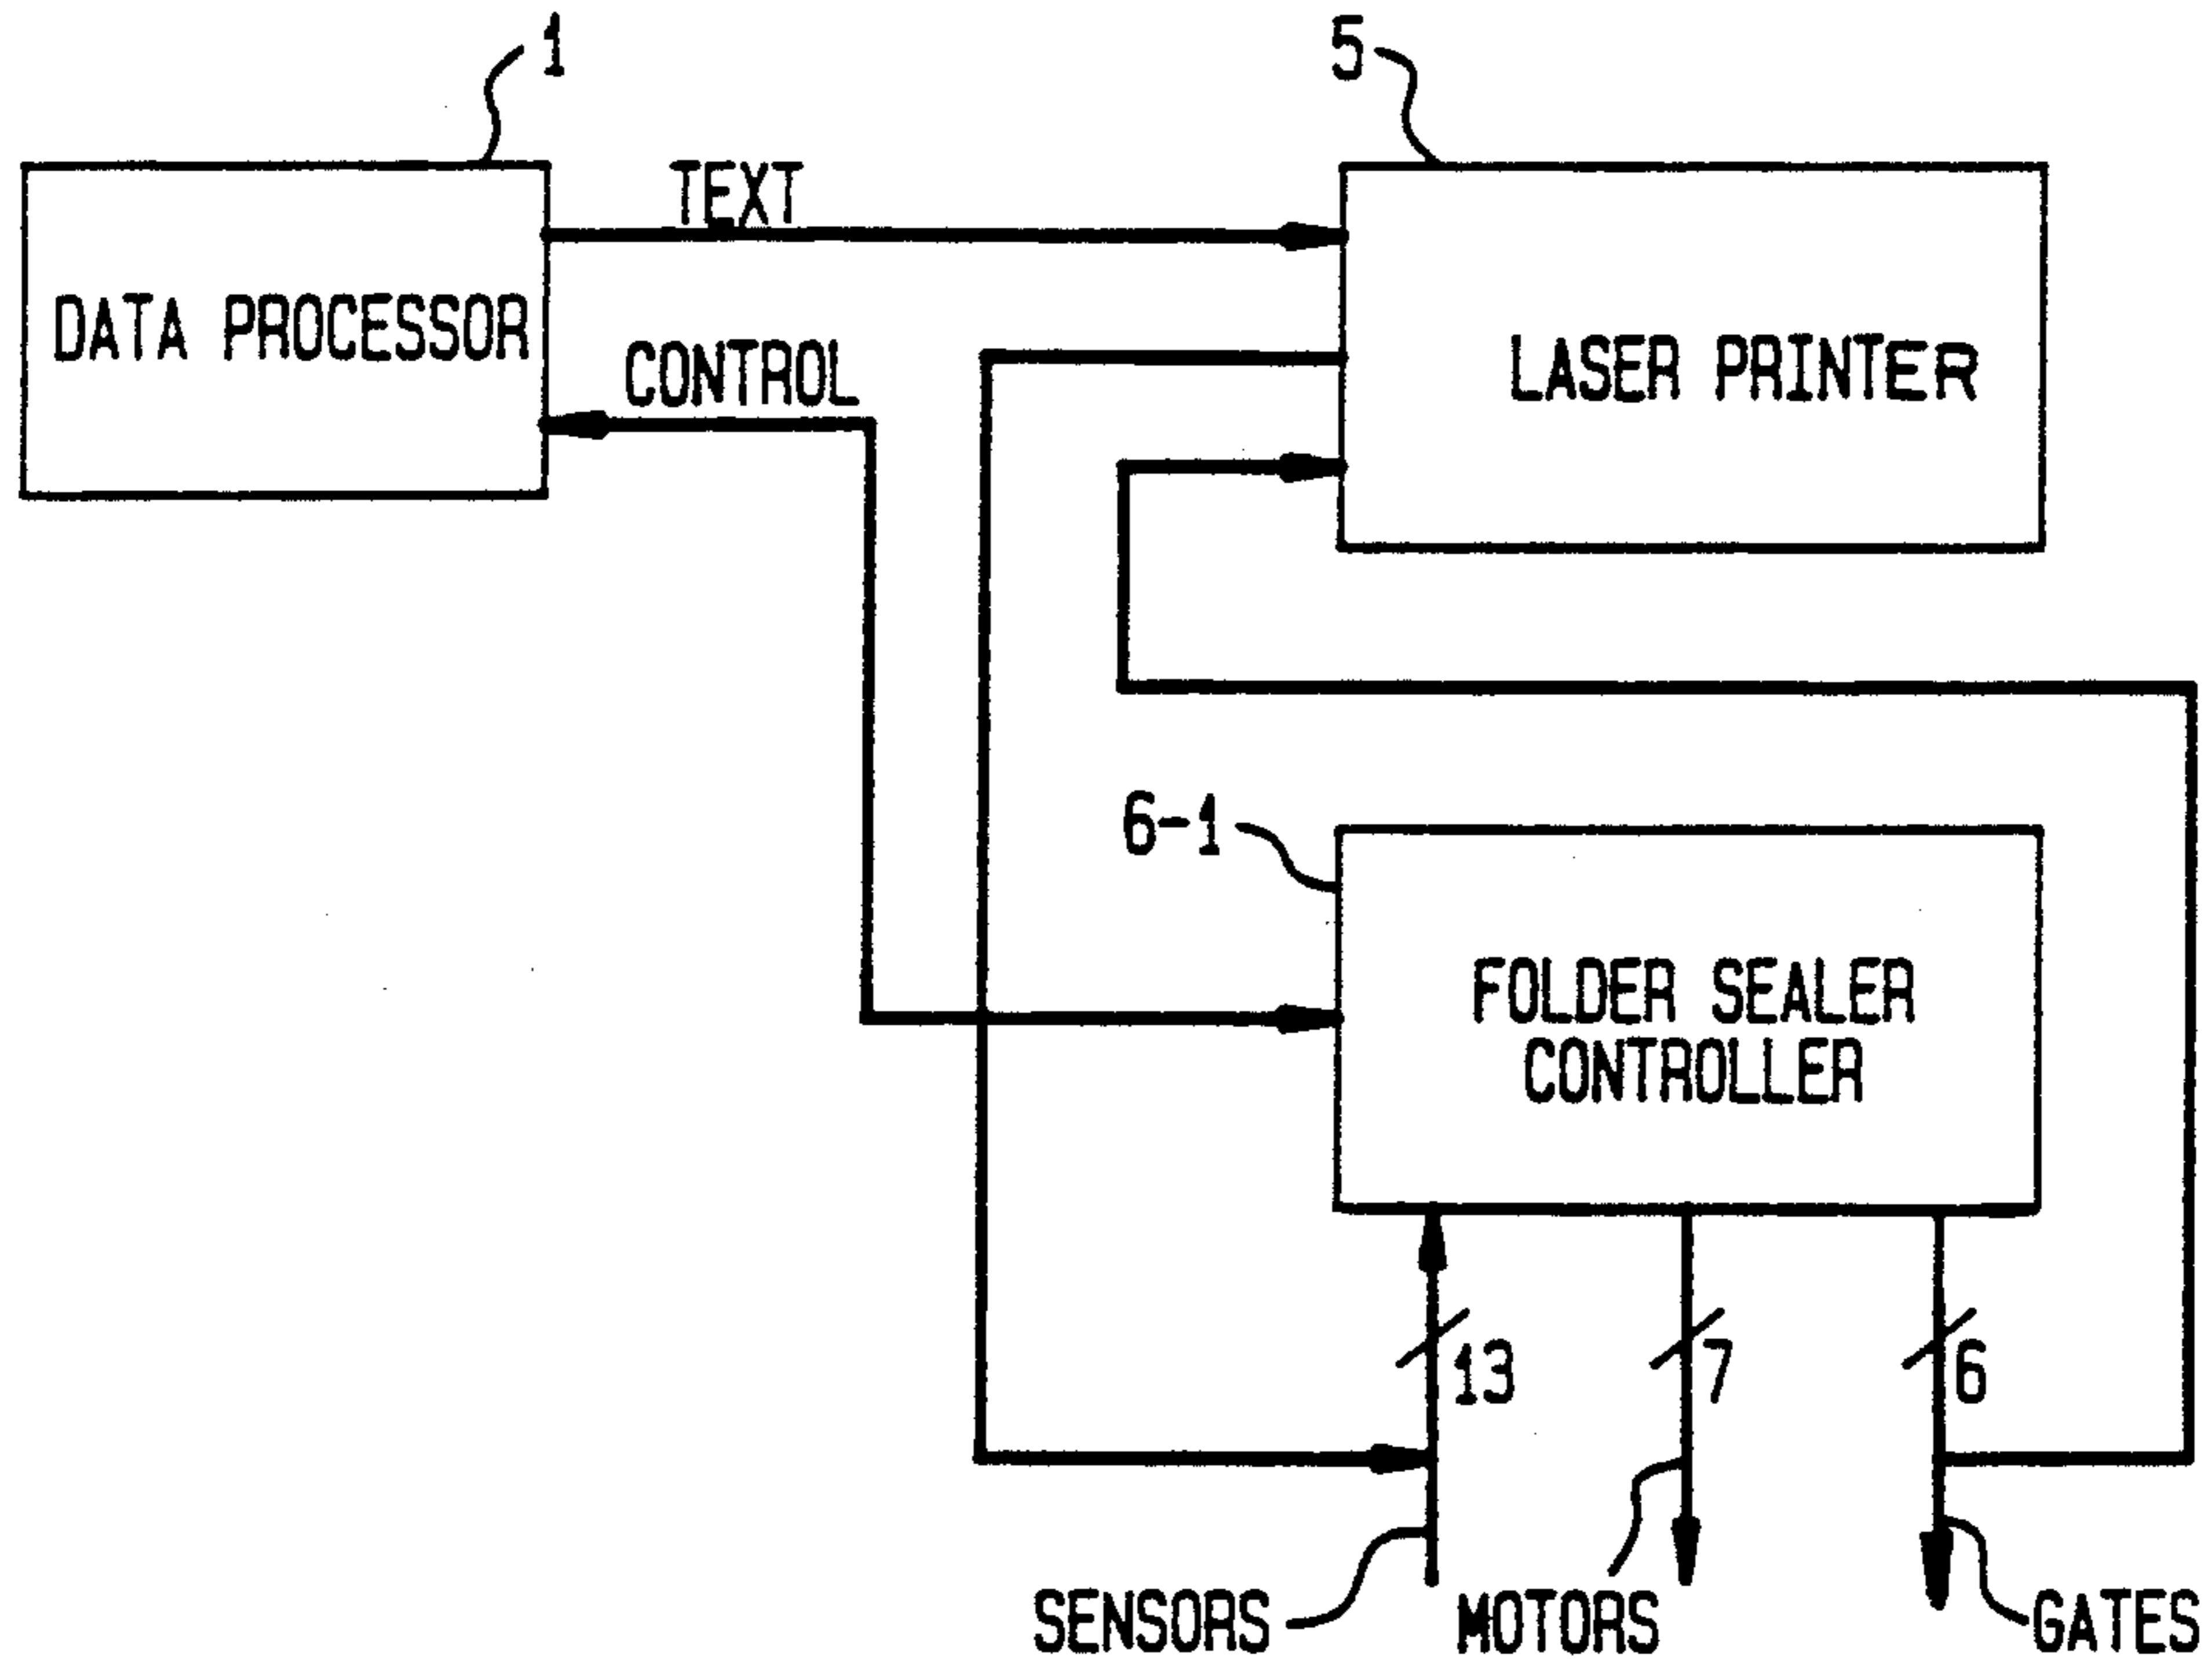 1
5
TEXT
DATA PROCESSOR
CONTROL
LASER PRINTER
6-1
FOLDER SEALER
CONTROLLER
13
7
6
SENSORS
MOTORS
GATES